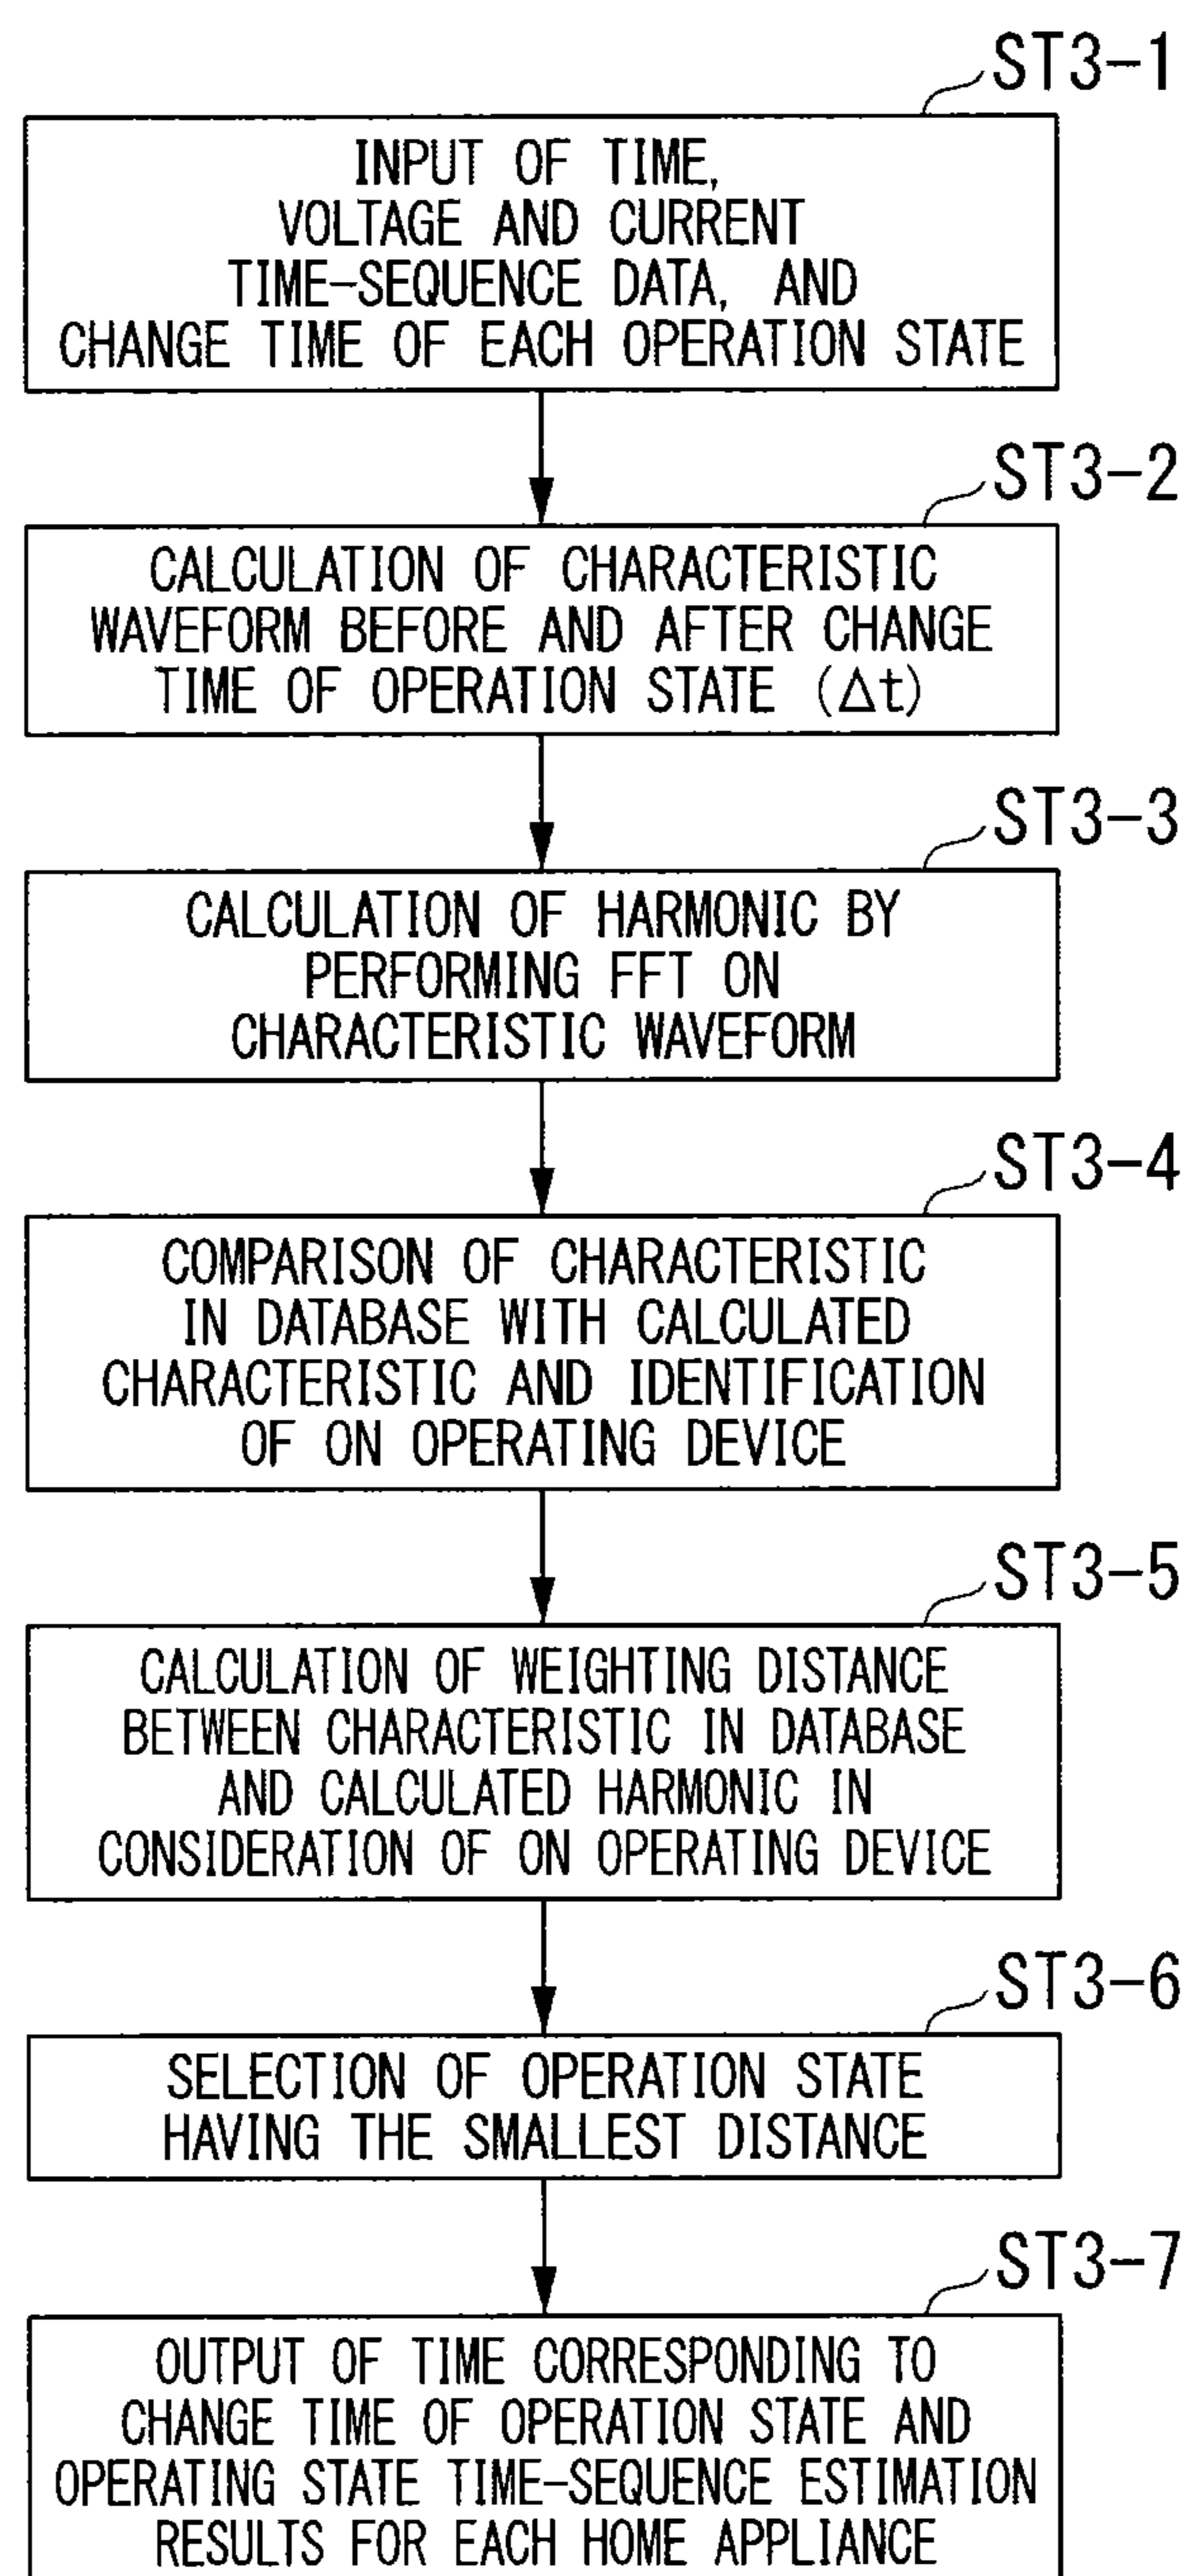 ST3-1
INPUT OF TIME,
VOLTAGE AND CURRENT
TIME-SEQUENCE DATA, AND
CHANGE TIME OF EACH OPERATION STATE
ST3-2
CALCULATION OF CHARACTERISTIC
WAVEFORM BEFORE AND AFTER CHANGE
TIME OF OPERATION STATE (Δt)
ST3-3
CALCULATION OF HARMONIC BY
PERFORMING FFT ON
CHARACTERISTIC WAVEFORM
ST3-4
COMPARISON OF CHARACTERISTIC
IN DATABASE WITH CALCULATED
CHARACTERISTIC AND IDENTIFICATION
OF ON OPERATING DEVICE
ST3-5
CALCULATION OF WEIGHTING DISTANCE
BETWEEN CHARACTERISTIC IN DATABASE
AND CALCULATED HARMONIC IN
CONSIDERATION OF ON OPERATING DEVICE
ST3-6
SELECTION OF OPERATION STATE
HAVING THE SMALLEST DISTANCE
ST3-7
OUTPUT OF TIME CORRESPONDING TO
CHANGE TIME OF OPERATION STATE AND
OPERATING STATE TIME-SEQUENCE ESTIMATION
RESULTS FOR EACH HOME APPLIANCE